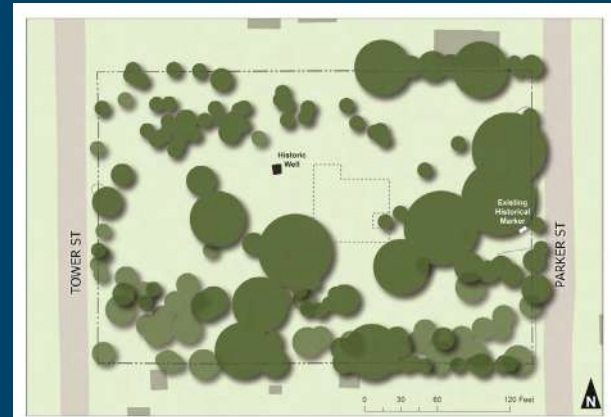 Historic
Well
Existing
Historical
Marker
TOWER ST
PARKER ST
0 30 60 120 Feet
N